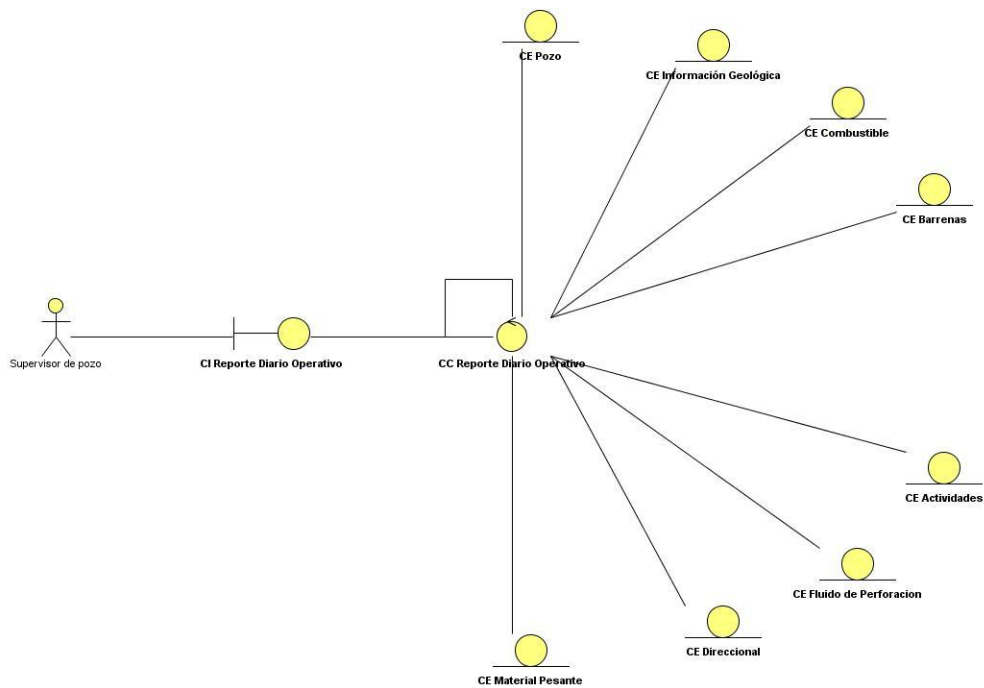 CE Pozo
CE Información Geológica
CE Combustible
CE Barrenas
Supervisor de pozo
CI Reporte Diario Operativo
CC Reporte Diario Operativo
CE Actividades
CE Fluido de Perforacion
CE Direccional
CE Material Pesante